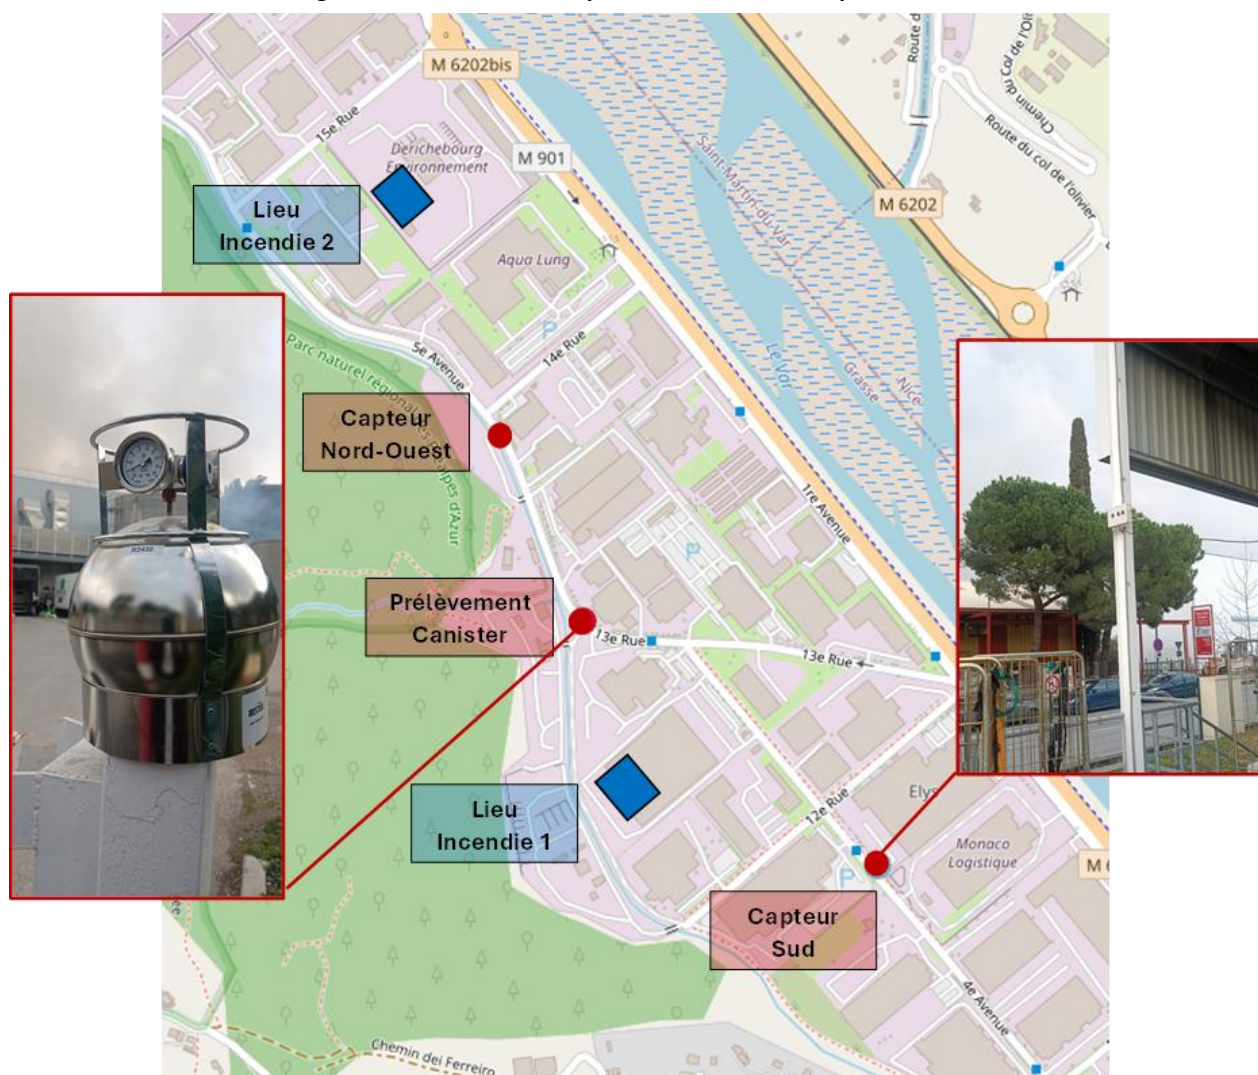 M 6202bis
Route du col de l'olivier
Chemin du Col de l'Oli
15e Rue
Derichebourg
Environnement
M 901
Saint-Martin-du-Var
M 6202
Lieu
Incendie 2
Aqua Lung
P
14e Rue
5e Avenue
Parc naturel régional des Préalpes d'Azur
Le Var
Grasse
Nice
Capteur
Nord-Ouest
1re Avenue
P
Prélèvement
Canister
13e Rue
13e Rue
Lieu
Incendie 1
12e Rue
Elys
Monaco
Logistique
P
M 6
Capteur
Sud
4e Avenue
Chemin dei Ferreiro